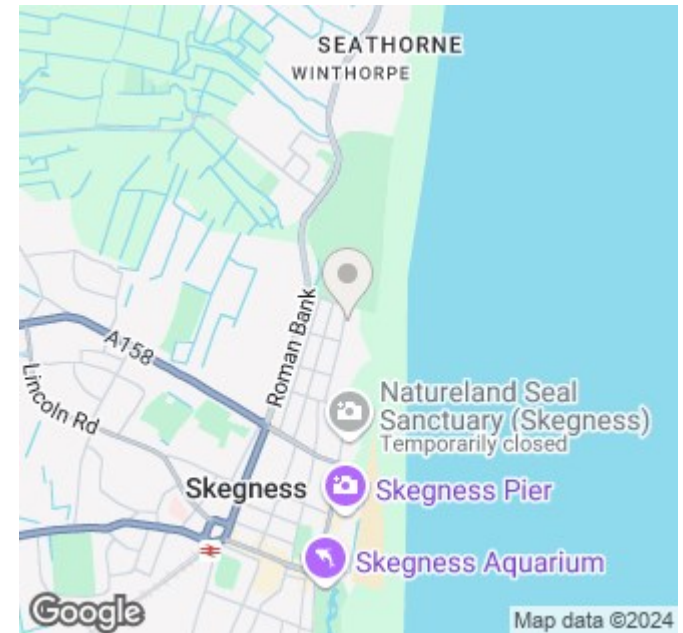 SEATHORNE
WINTHORPE
Roman Bank
A158
Lincoln Rd
Natureland Seal
Sanctuary (Skegness)
Temporarily closed
Skegness
Skegness Pier
Skegness Aquarium
Google
Map data ©2024